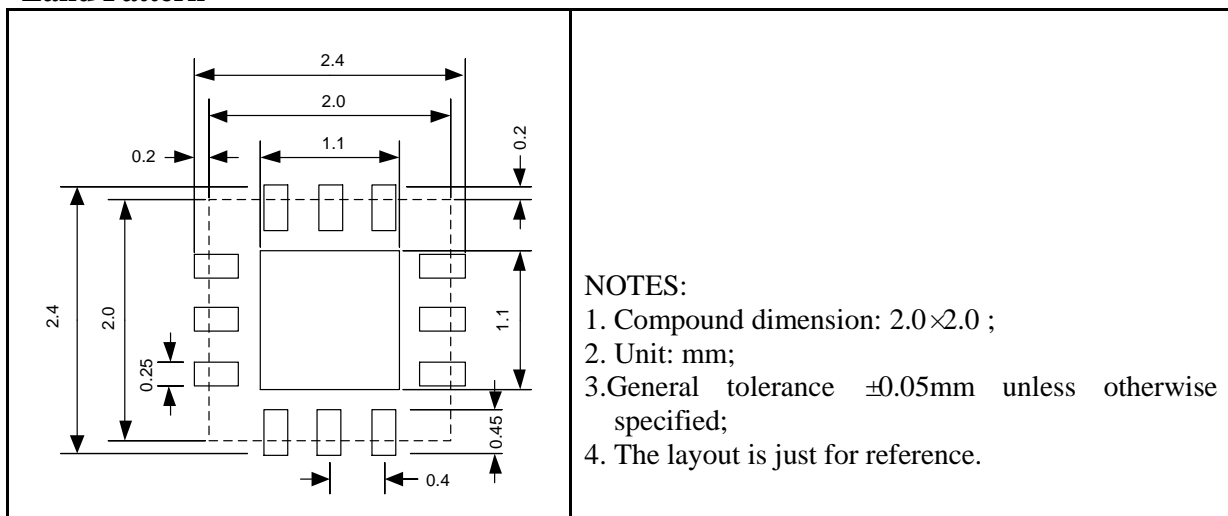 2.4
2.0
0.2
1.1
0.2
2.4
2.0
1.1
0.25
0.45
0.4
NOTES:
1. Compound dimension: 2.0×2.0 ;
2. Unit: mm;
3.General tolerance ±0.05mm unless otherwise
specified;
4. The layout is just for reference.